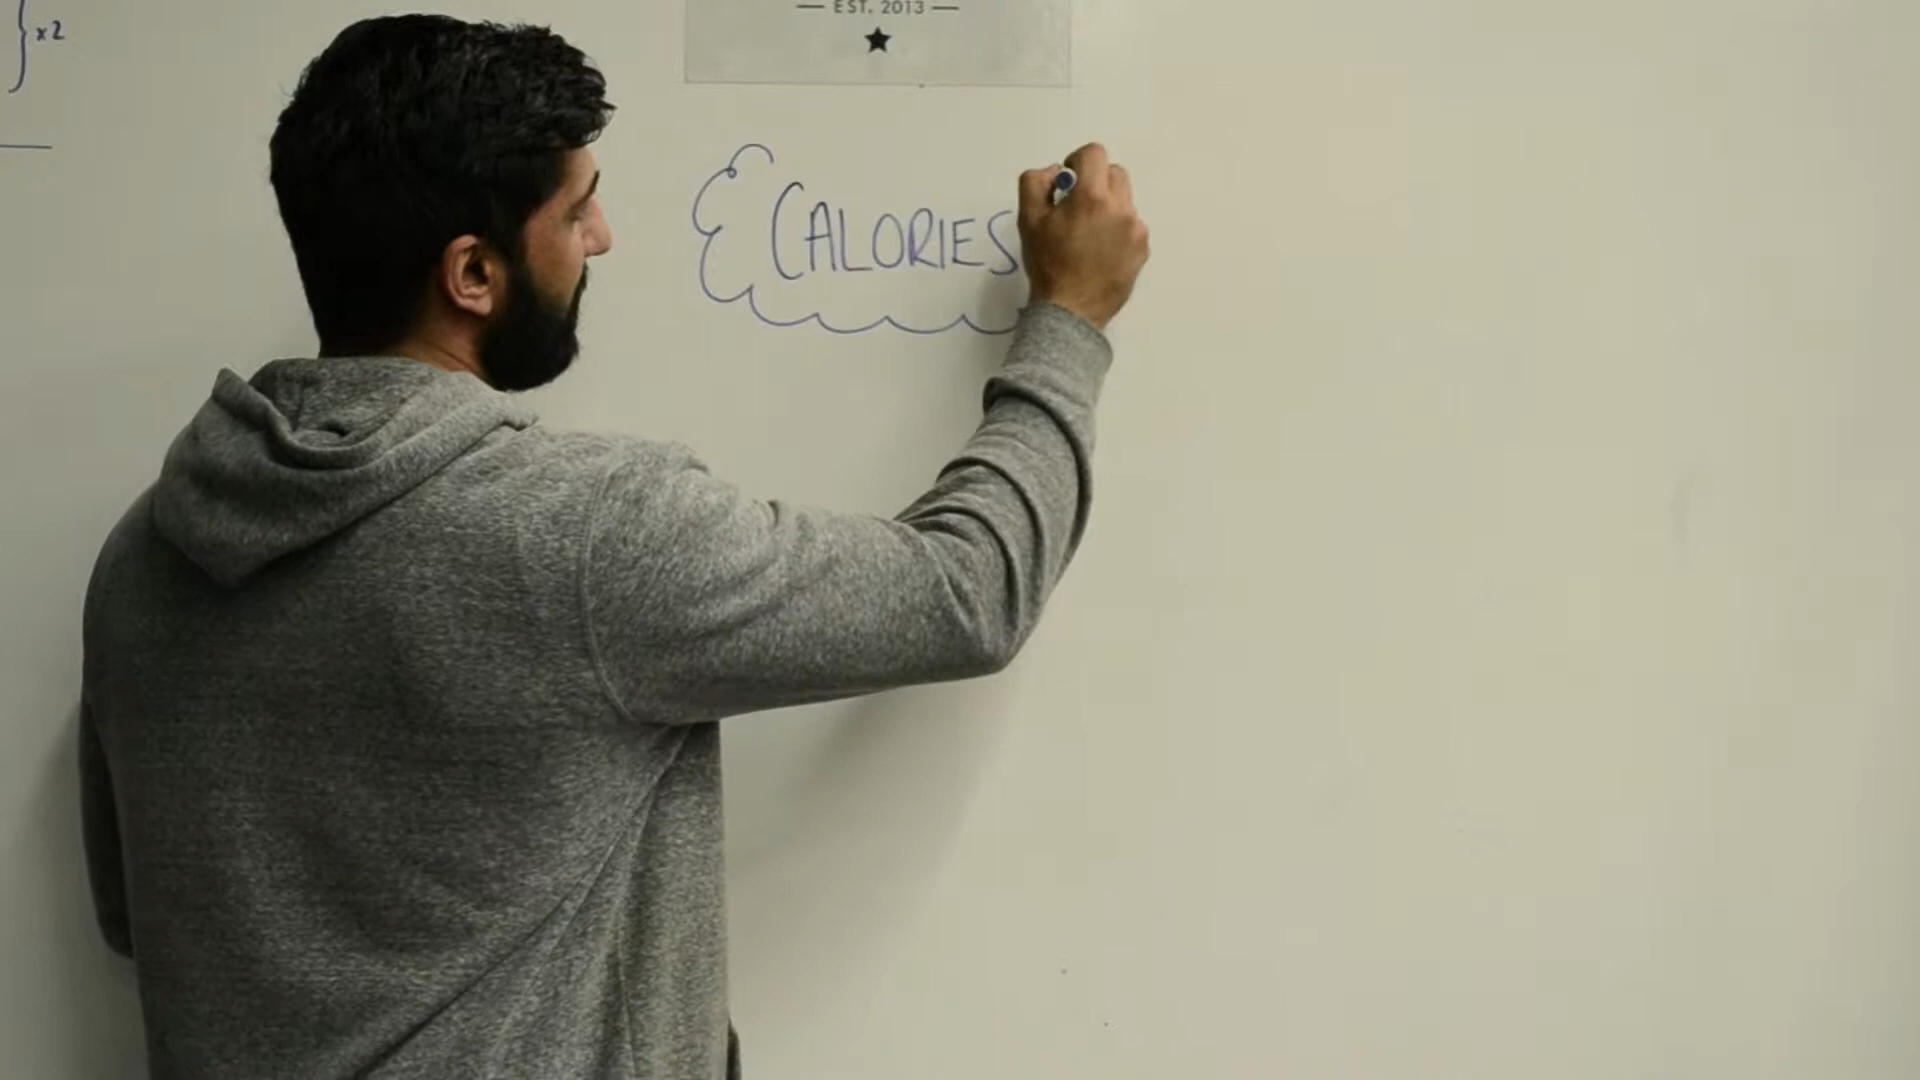 x2
— EST. 2013 —
CALORIES